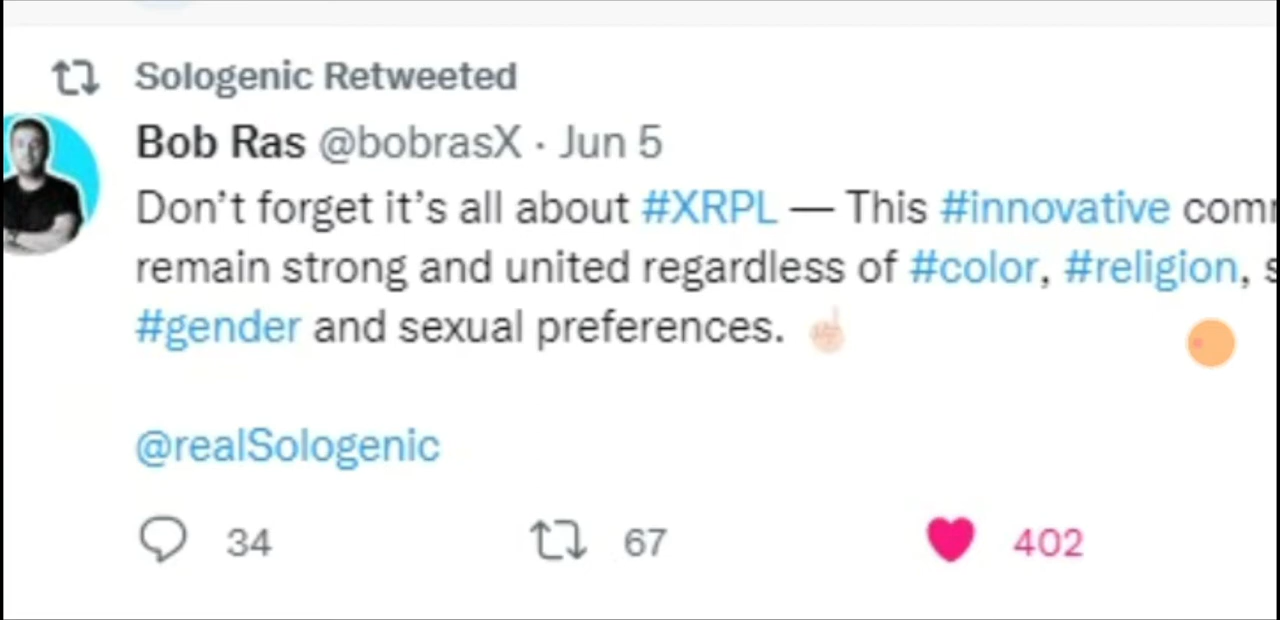 Sologenic Retweeted
Bob Ras @bobrasX · Jun 5
Don't forget it's all about #XRPL — This #innovative
remain strong and united regardless of #color, #religion,
#gender and sexual preferences. ☝🏻
@realSologenic
34 67 402